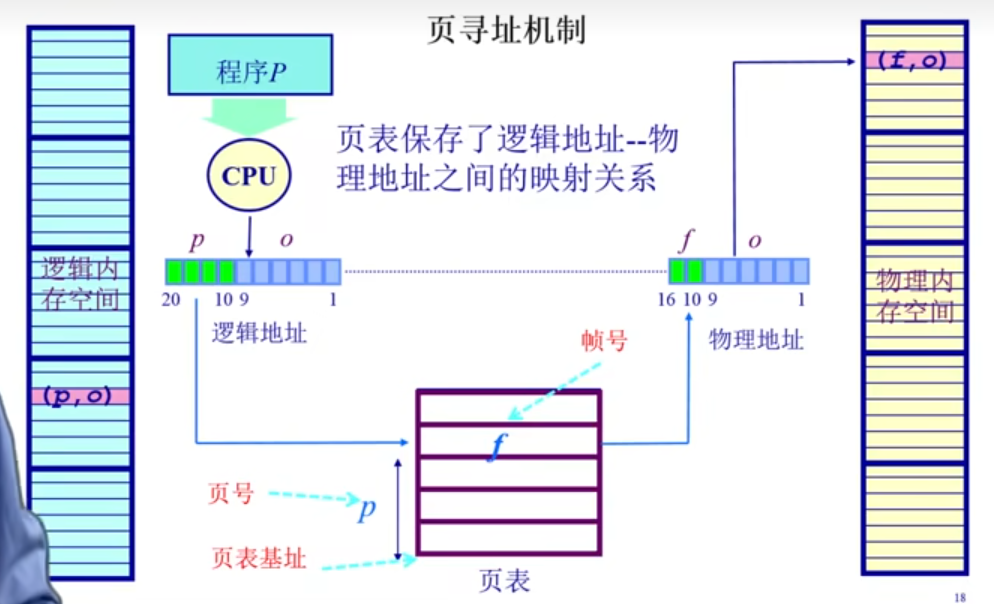 页寻址机制
程序P
CPU
页表保存了逻辑地址--物
理地址之间的映射关系
(f,o)
p
o
f
o
逻辑内
存空间
20
10
9
1
逻辑地址
16
10
9
1
物理地址
物理内
存空间
帧号
(p,o)
f
页号
p
页表基址
页表
18